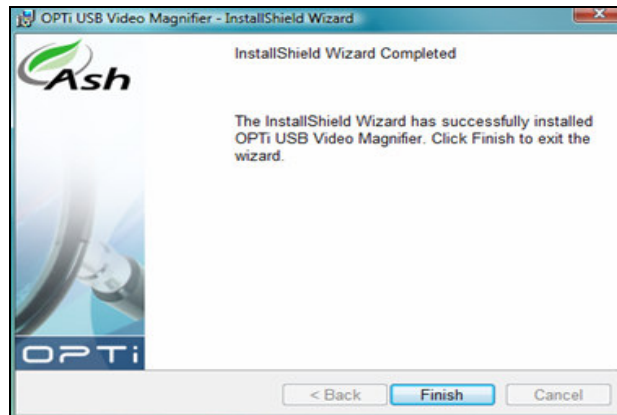 OPTi USB Video Magnifier - InstallShield Wizard
Ash
InstallShield Wizard Completed
The InstallShield Wizard has successfully installed
OPTi USB Video Magnifier. Click Finish to exit the
wizard.
OPTi
< Back
Finish
Cancel